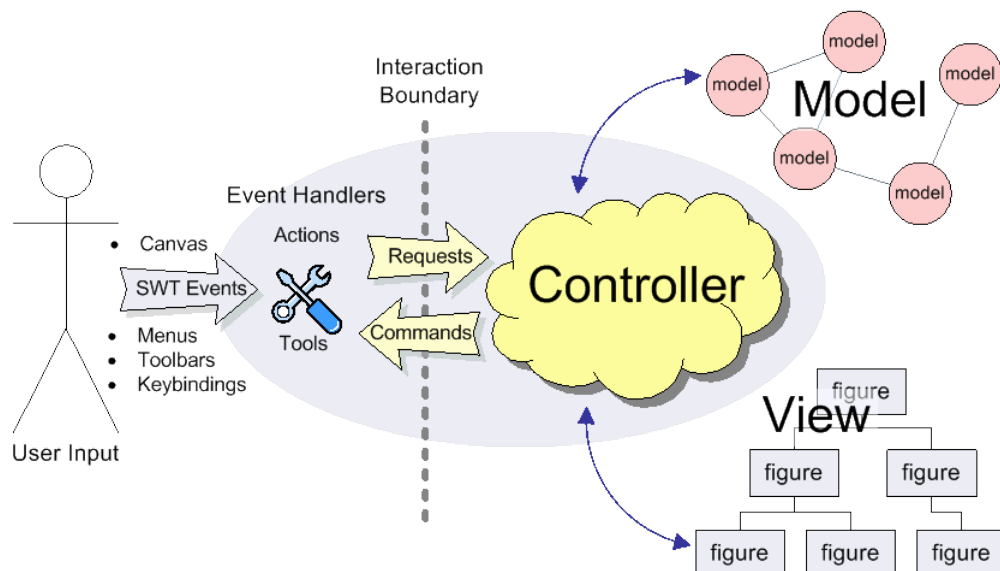 Interaction
Boundary
model
model
model
Model
model
model
Event Handlers
Canvas
Actions
Requests
SWT Events
Controller
Menus
Toolbars
Keybindings
Tools
Commands
User Input
figure
View
figure
figure
figure
figure
figure